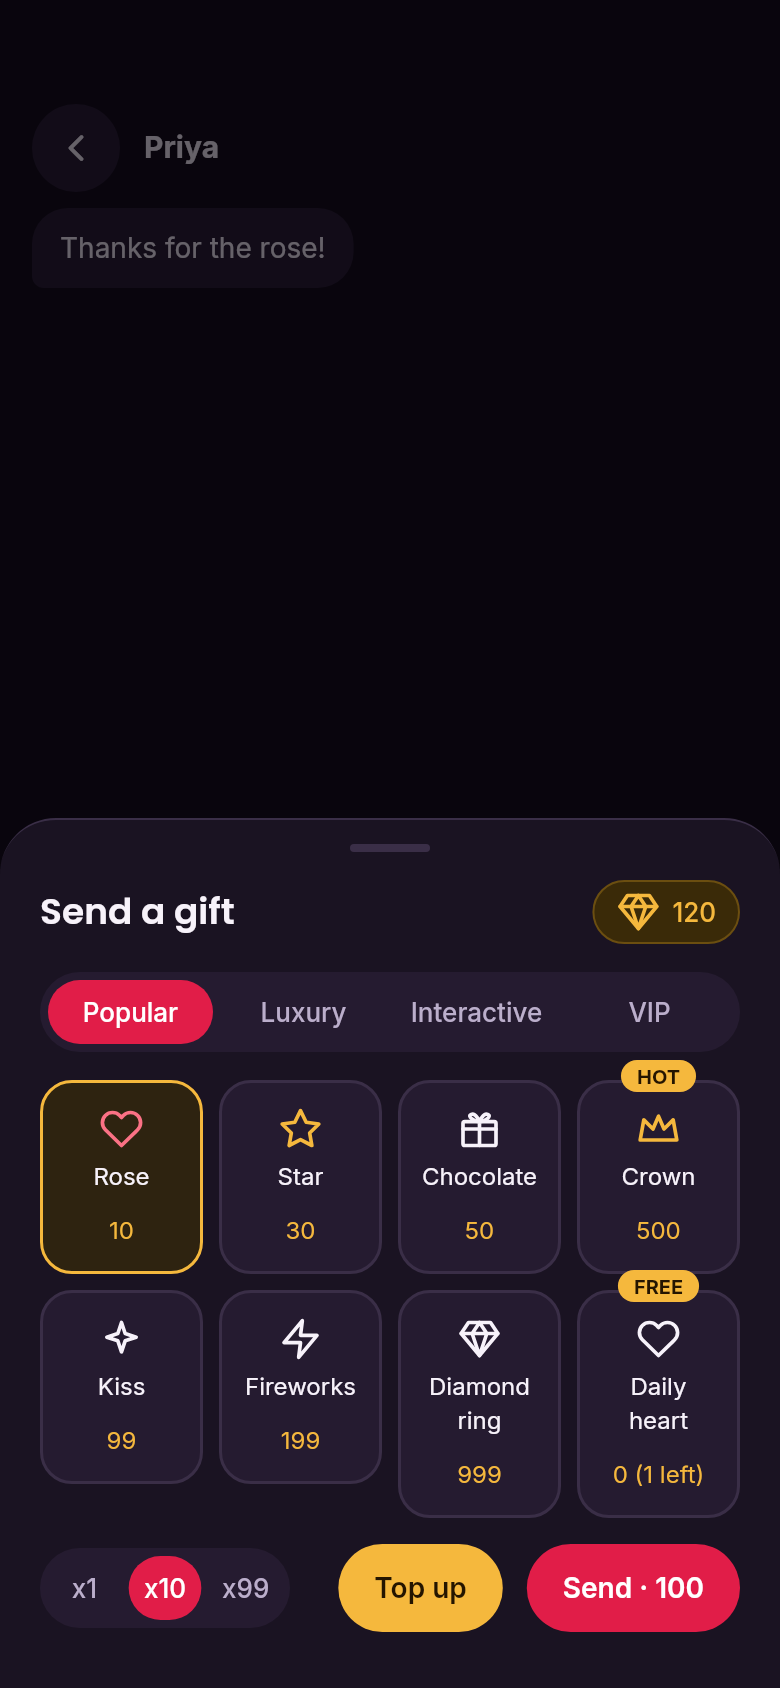 Priya
Thanks for the rose!
Send a gift
120
Popular
Luxury
Interactive
VIP
HOT
Rose
Star
Chocolate
Crown
10
30
50
500
FREE
Kiss
Fireworks
Diamond
ring
Daily
heart
99
199
999
0 (1 left)
x1
x10
x99
Top up
Send · 100